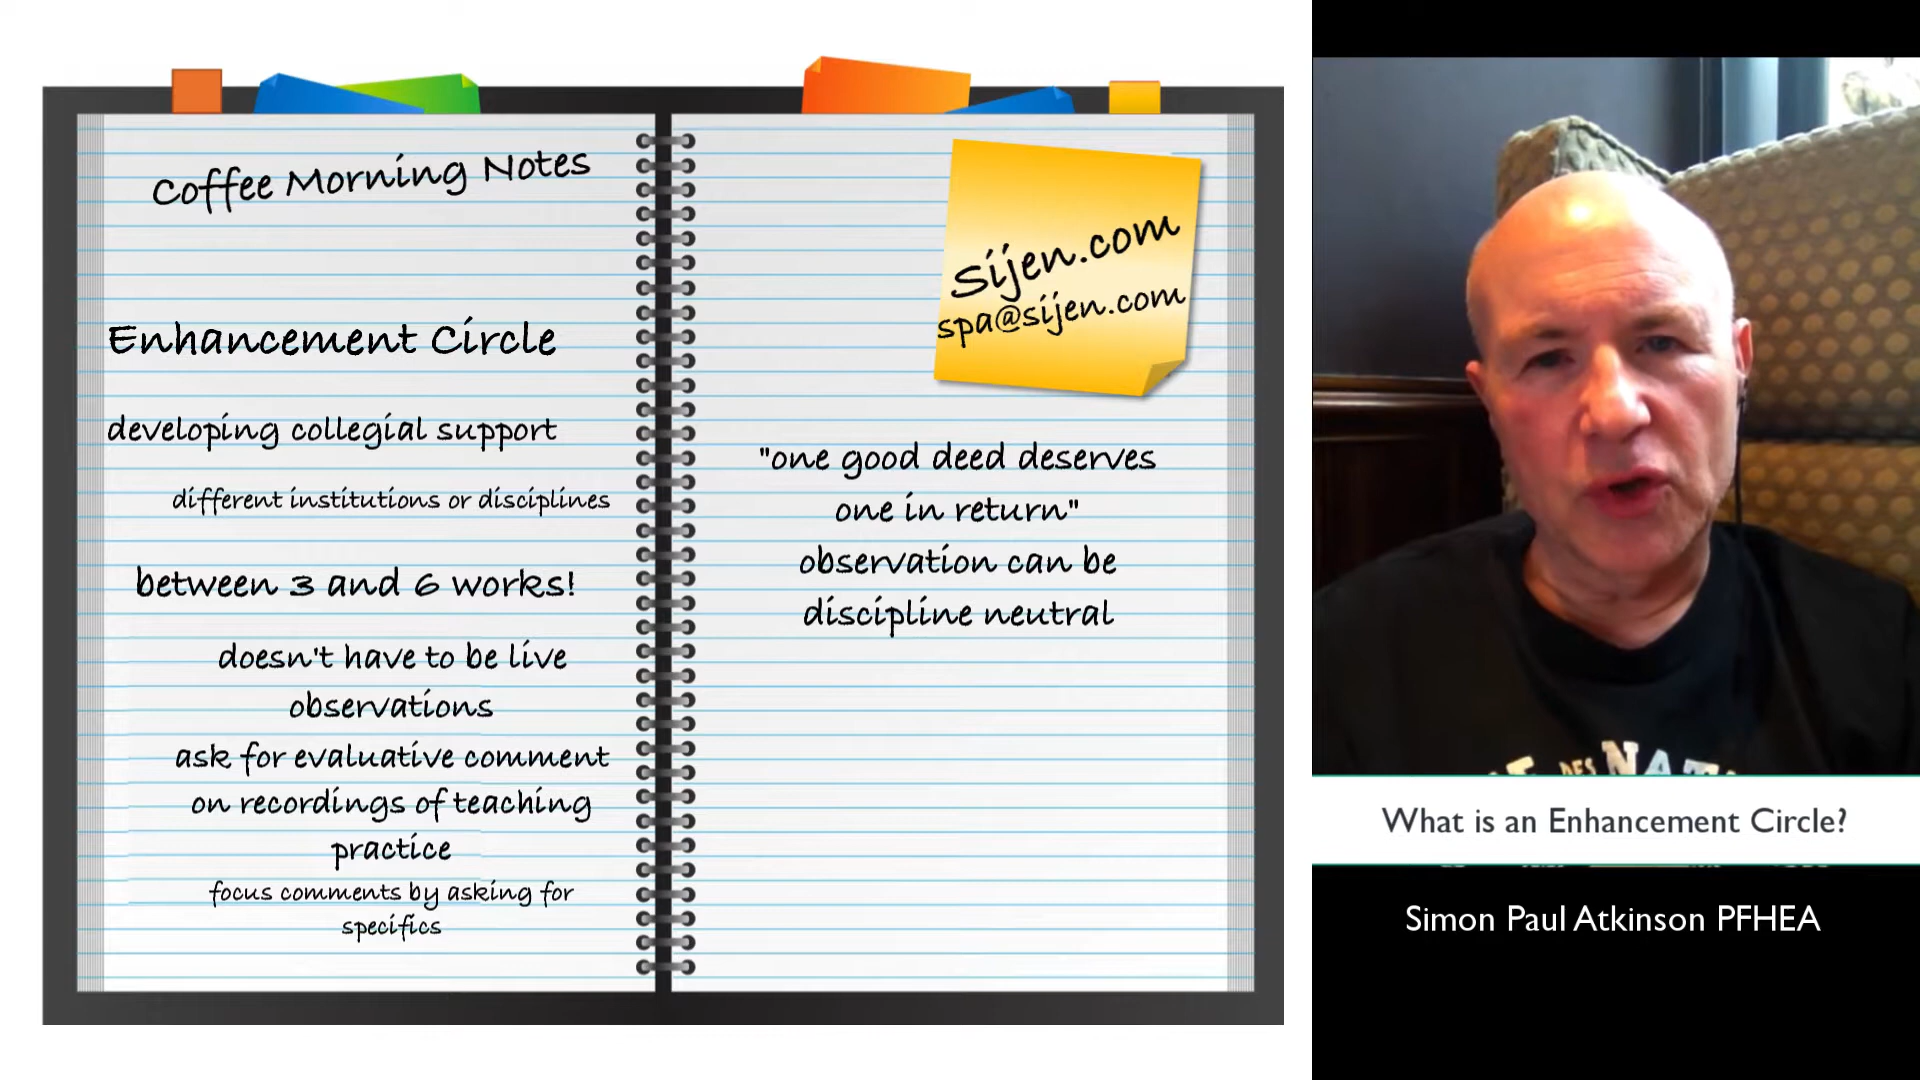 Coffee Morning Notes
Enhancement Circle
developing collegial support
different institutions or disciplines
between 3 and 6 works!
doesn't have to be live
observations
ask for evaluative comment
on recordings of teaching
practice
focus comments by asking for
specifics
sijen.com
spa@sijen.com
"one good deed deserves
one in return"
observation can be
discipline neutral
DES NAT
What is an Enhancement Circle?
Simon Paul Atkinson PFHEA